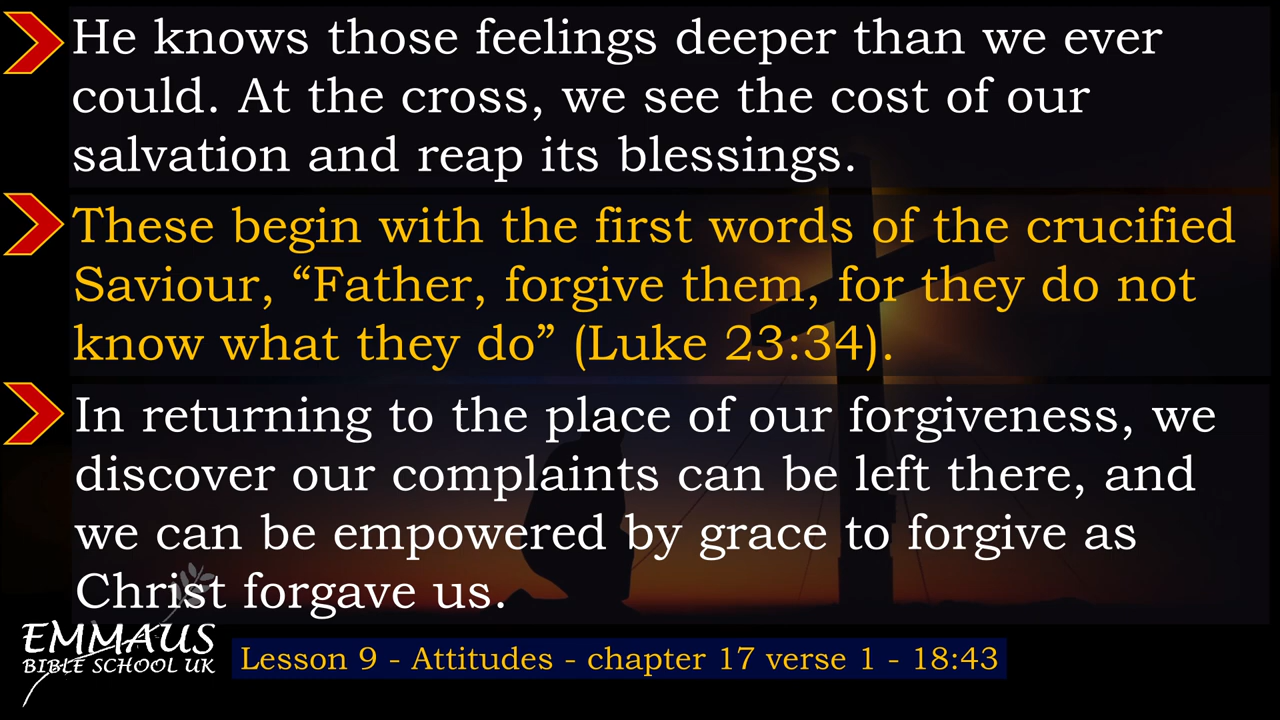 He knows those feelings deeper than we ever
could. At the cross, we see the cost of our
salvation and reap its blessings.
These begin with the first words of the crucified
Saviour, “Father, forgive them, for they do not
know what they do” (Luke 23:34).
In returning to the place of our forgiveness, we
discover our complaints can be left there, and
we can be empowered by grace to forgive as
Christ forgave us.
EMMAUS
BIBLE SCHOOL UK
Lesson 9 - Attitudes - chapter 17 verse 1 - 18:43